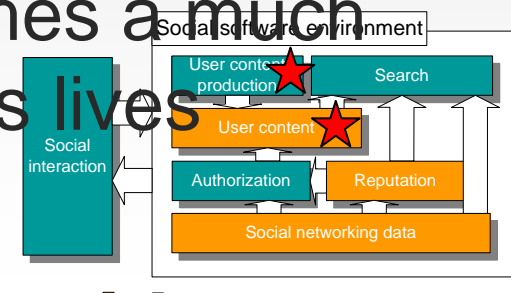 nes a much
s lives
Social software environment
User content
production
Search
User content
Social
interaction
Authorization
Reputation
Social networking data